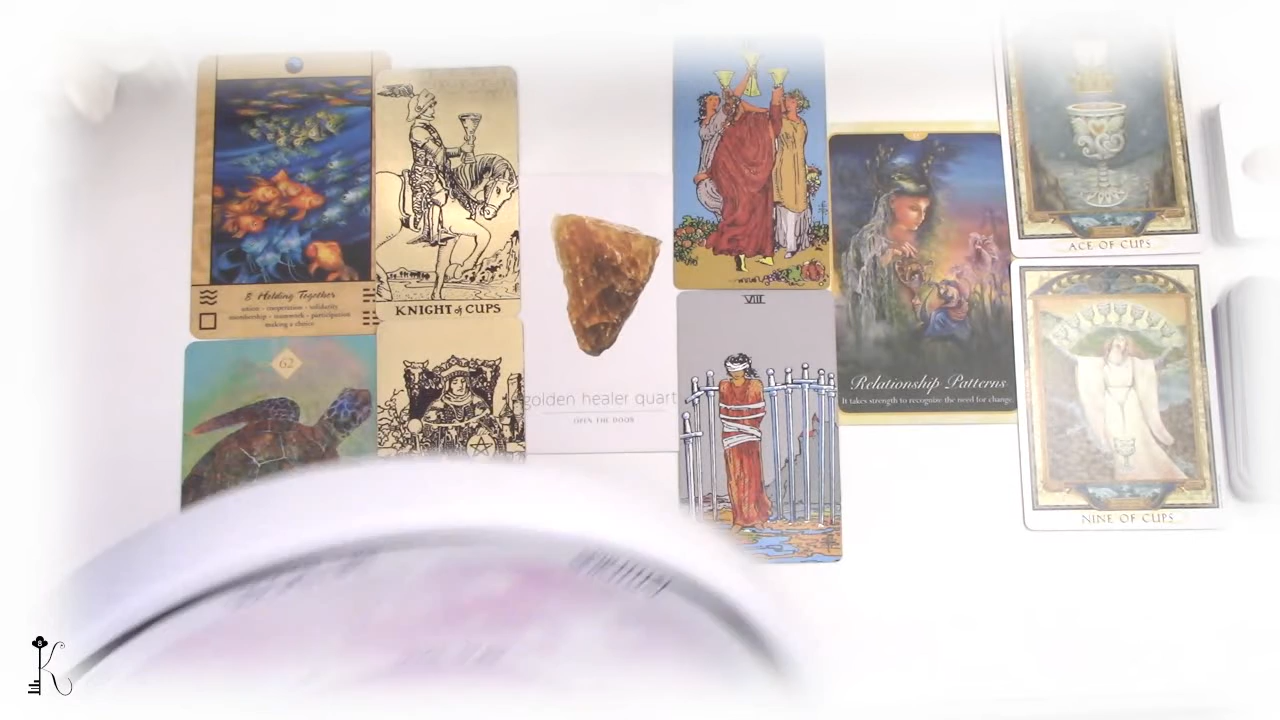 8 Holding Together
union - cooperation - solidarity
membership - teamwork - participation
making a choice
KNIGHT of CUPS
62
golden healer quart
OPEN THE DOOR
VIII
Relationship Patterns
It takes strength to recognize the need for change
ACE OF CUPS
NINE OF CUPS
K